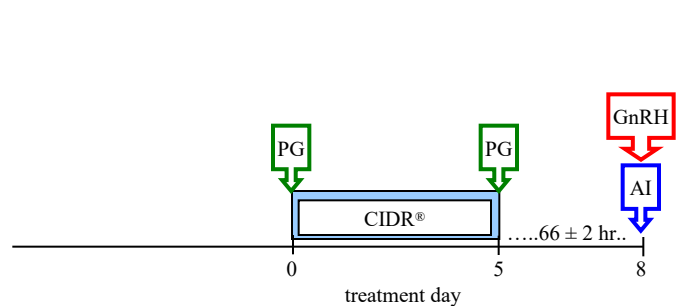 GnRH
PG
PG
AI
CIDR®
.....66 ± 2 hr..
0
5
8
treatment day